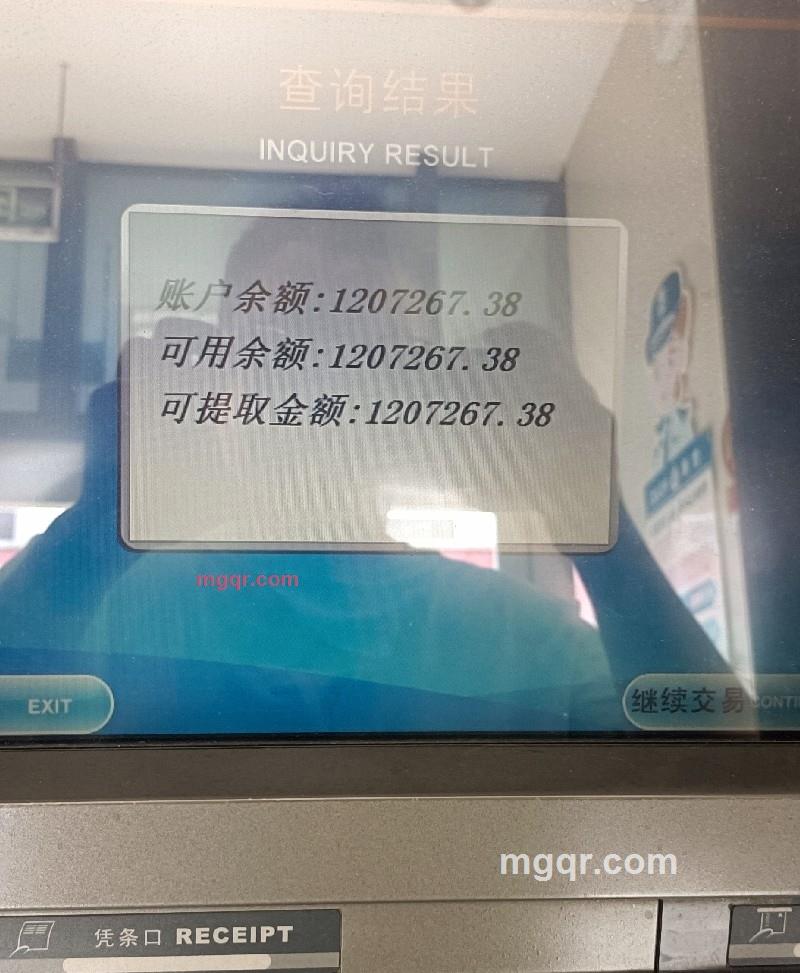 查询结果
INQUIRY RESULT
账户余额:1207267.38
可用余额:1207267.38
可提取金额:1207267.38
mgqr.com
EXIT
继续交易 CONTI
mgqr.com
凭条口 RECEIPT